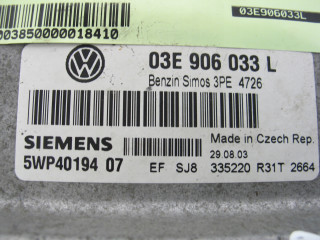 003850000018410
03E906033L
03E 906 033 L
Benzin Simos 3PE 4726
SIEMENS
Made in Czech Rep.
29.08.03
5WP40194 07
EF SJ8 335220 R31T 2664